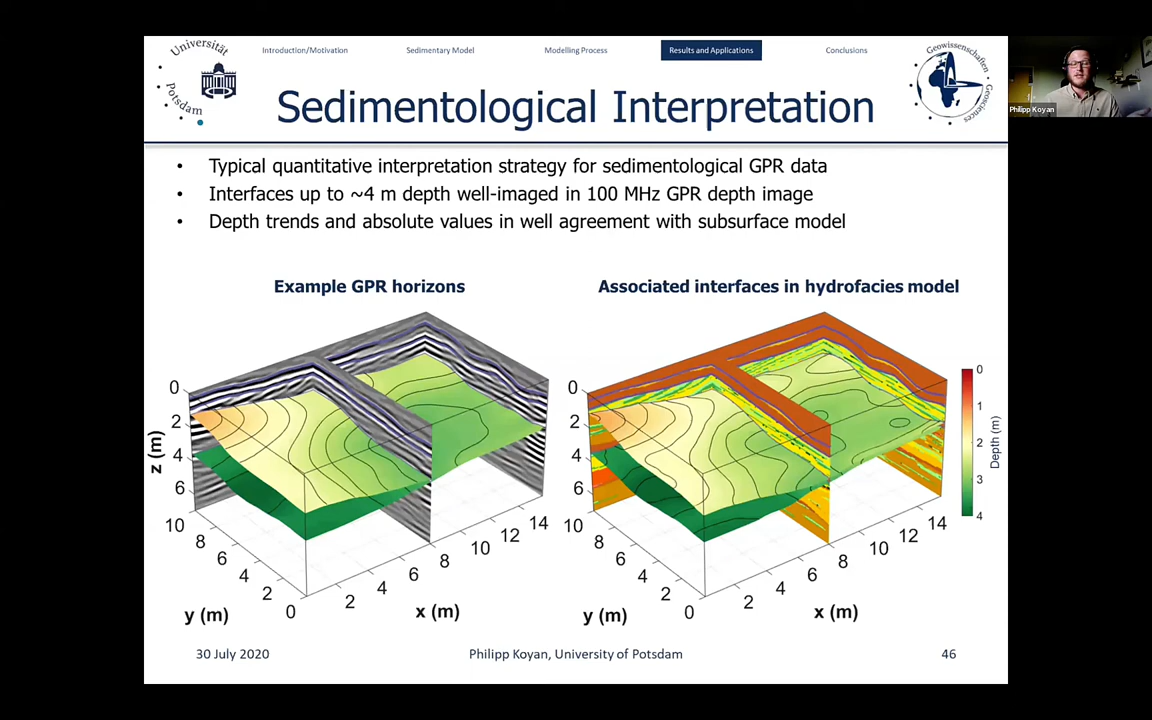 Universität
Potsdam
Introduction/Motivation
Sedimentary Model
Modelling Process
Results and Applications
Conclusions
Geowissenschaften
Geosciences
Philipp Koyan
Sedimentological Interpretation
• Typical quantitative interpretation strategy for sedimentological GPR data
• Interfaces up to ~4 m depth well-imaged in 100 MHz GPR depth image
• Depth trends and absolute values in well agreement with subsurface model
Example GPR horizons
Associated interfaces in hydrofacies model
0
2
4
6
z (m)
10
8
6
4
2
0
y (m)
2
4
6
8
10
12
14
x (m)
0
2
4
6
10
8
6
4
2
0
y (m)
2
4
6
8
10
12
14
x (m)
0
1
2
3
4
Depth (m)
30 July 2020
Philipp Koyan, University of Potsdam
46